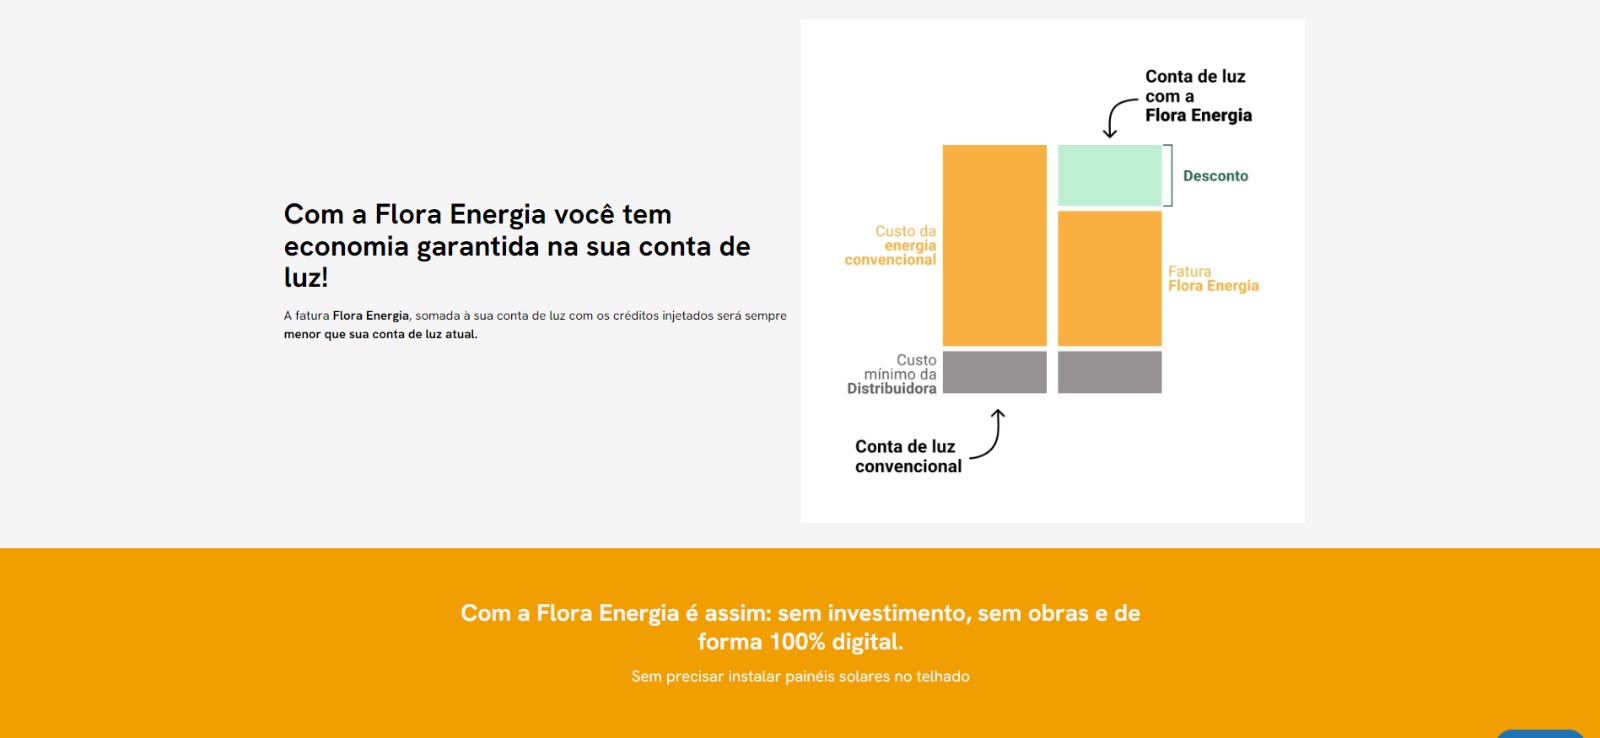 Com a Flora Energia você tem
economia garantida na sua conta de
luz!
A fatura Flora Energia, somada à sua conta de luz com os créditos injetados será sempre
menor que sua conta de luz atual.
Conta de luz
com a
Flora Energia
Desconto
Custo da
energia
convencional
Fatura
Flora Energia
Custo
mínimo da
Distribuidora
Conta de luz
convencional
Com a Flora Energia é assim: sem investimento, sem obras e de
forma 100% digital.
Sem precisar instalar painéis solares no telhado